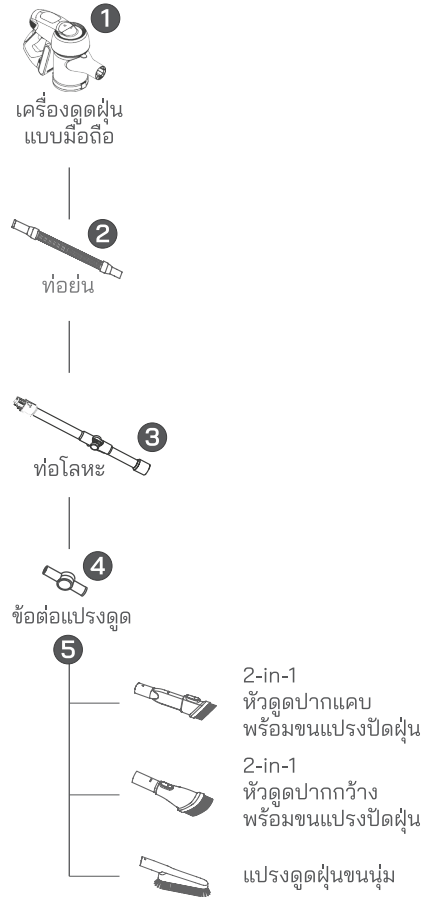 1
เครื่องดูดฝุ่น
แบบมือถือ
2
ท่อย่น
3
ท่อโลหะ
4
ข้อต่อแปรงดูด
5
2-in-1
หัวดูดปากแคบ
พร้อมขนแปรงปัดฝุ่น
2-in-1
หัวดูดปากกว้าง
พร้อมขนแปรงปัดฝุ่น
แปรงดูดฝุ่นขนนุ่ม